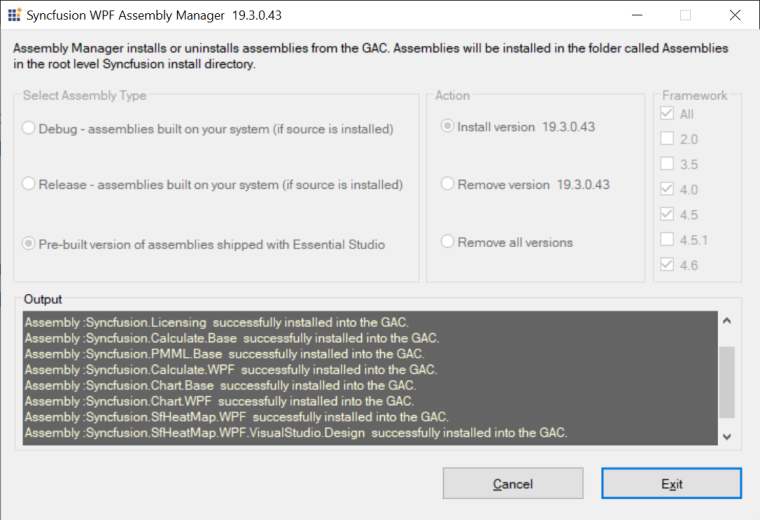 Syncfusion WPF Assembly Manager 19.3.0.43
Assembly Manager installs or uninstalls assemblies from the GAC. Assemblies will be installed in the folder called Assemblies
in the root level Syncfusion install directory.
Select Assembly Type
Debug - assemblies built on your system (if source is installed)
Release - assemblies built on your system (if source is installed)
Pre-built version of assemblies shipped with Essential Studio
Action
Install version 19.3.0.43
Remove version 19.3.0.43
Remove all versions
Framework
All
2.0
3.5
4.0
4.5
4.5.1
4.6
Output
Assembly :Syncfusion.Licensing successfully installed into the GAC.
Assembly :Syncfusion.Calculate.Base successfully installed into the GAC.
Assembly :Syncfusion.PMML.Base successfully installed into the GAC.
Assembly :Syncfusion.Calculate.WPF successfully installed into the GAC.
Assembly :Syncfusion.Chart.Base successfully installed into the GAC.
Assembly :Syncfusion.Chart.WPF successfully installed into the GAC.
Assembly :Syncfusion.SfHeatMap.WPF successfully installed into the GAC.
Assembly :Syncfusion.SfHeatMap.WPF.VisualStudio.Design successfully installed into the GAC.
Cancel
Exit